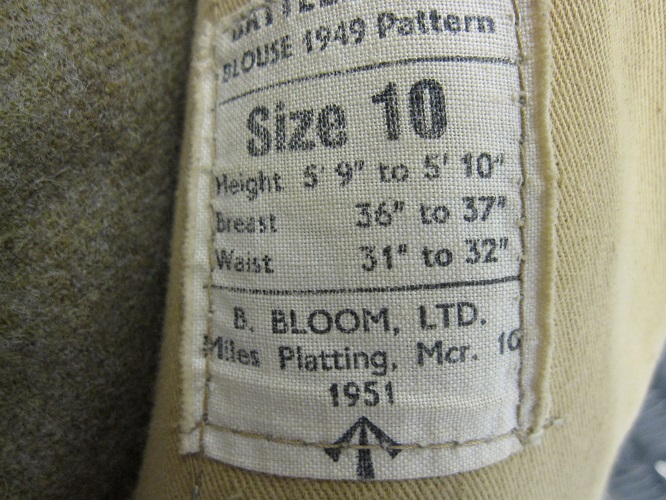 BATTLE
BLOUSE 1949 Pattern
Size 10
Height 5' 9" to 5' 10"
Breast 36" to 37"
Waist 31" to 32"
B. BLOOM, LTD.
Miles Platting, Mcr. 10
1951